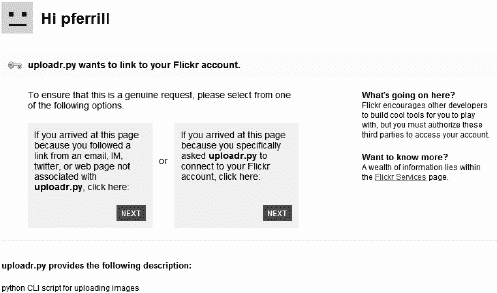 Hi pferrill
uploadr.py wants to link to your Flickr account.
To ensure that this is a genuine request, please select from one
of the following options.
If you arrived at this page
because you followed a
link from an email, IM,
twitter, or web page not
associated with
uploadr.py, click here:
NEXT
or
If you arrived at this page
because you specifically
asked uploadr.py to
connect to your Flickr
account, click here:
NEXT
What's going on here?
Flickr encourages other developers
to build cool tools for you to play
with, but you must authorize these
third parties to access your account.
Want to know more?
A wealth of information lies within
the Flickr Services page.
uploadr.py provides the following description:
python CLI script for uploading images